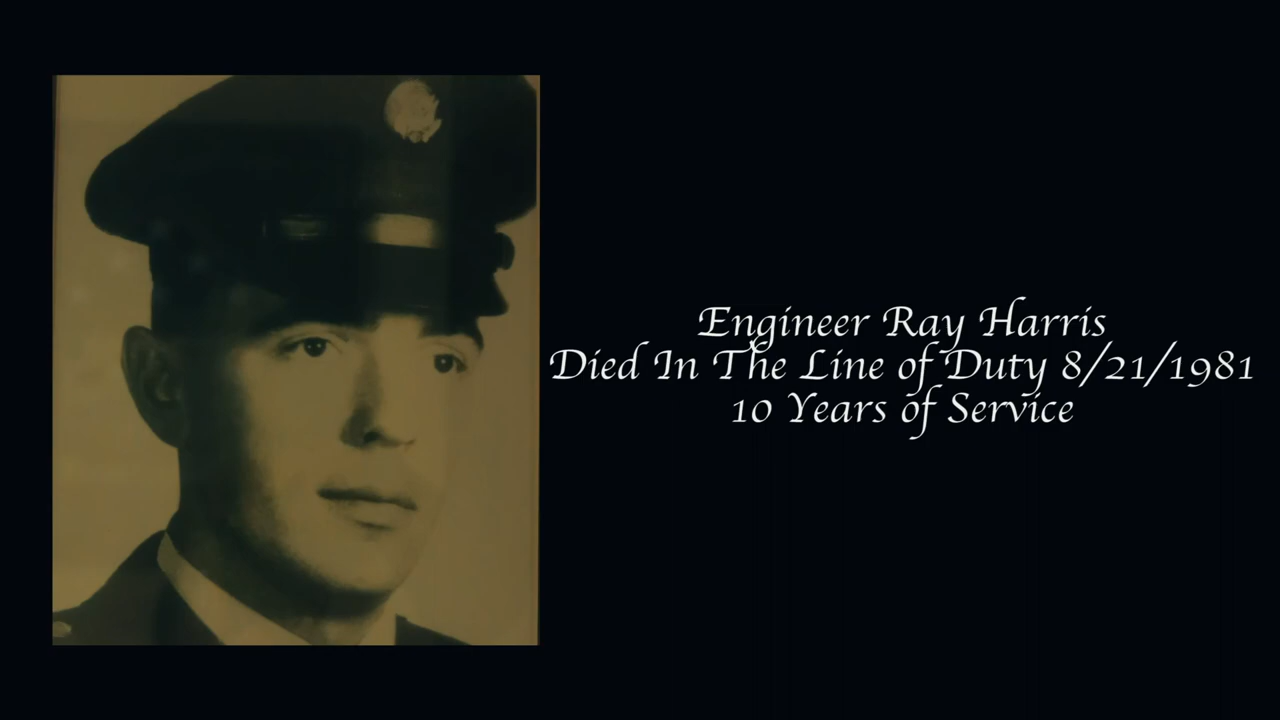 Engineer Ray Harris
Died In The Line of Duty 8/21/1981
10 Years of Service